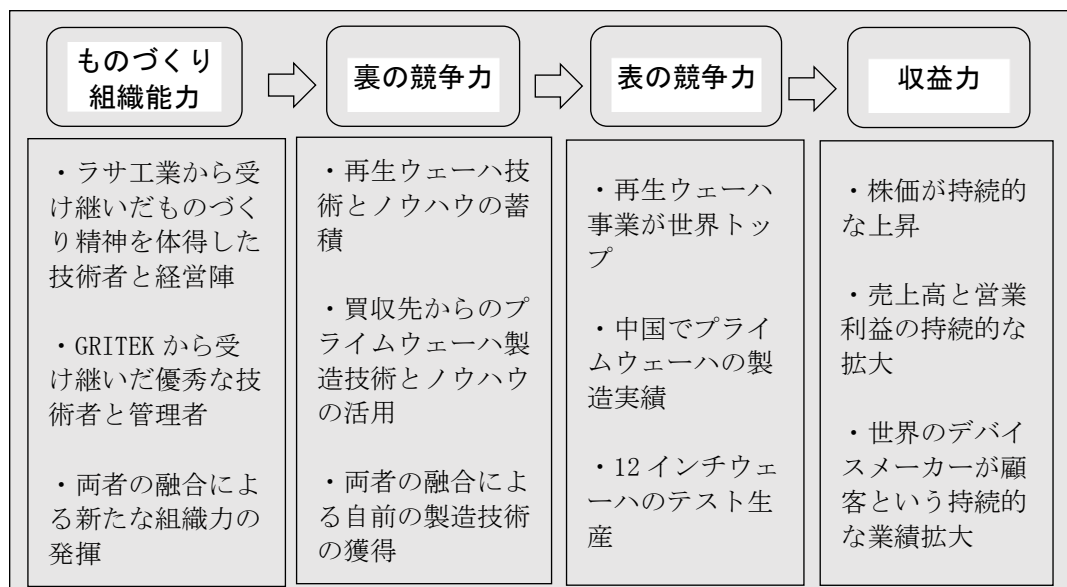 ものづくり
組織能力
裏の競争力
表の競争力
収益力
・ラサ工業から受
け継いだものづく
り精神を体得した
技術者と経営陣
・GRITEK から受
け継いだ優秀な技
術者と管理者
・両者の融合によ
る新たな組織力の
発揮
・再生ウェーハ技
術とノウハウの蓄
積
・買収先からのプ
ライムウェーハ製
造技術とノウハウ
の活用
・両者の融合によ
る自前の製造技術
の獲得
・再生ウェーハ
事業が世界トッ
プ
・中国でプライ
ムウェーハの製
造実績
・12 インチウェ
ーハのテスト生
産
・株価が持続的
な上昇
・売上高と営業
利益の持続的な
拡大
・世界のデバイ
スメーカーが顧
客という持続的
な業績拡大